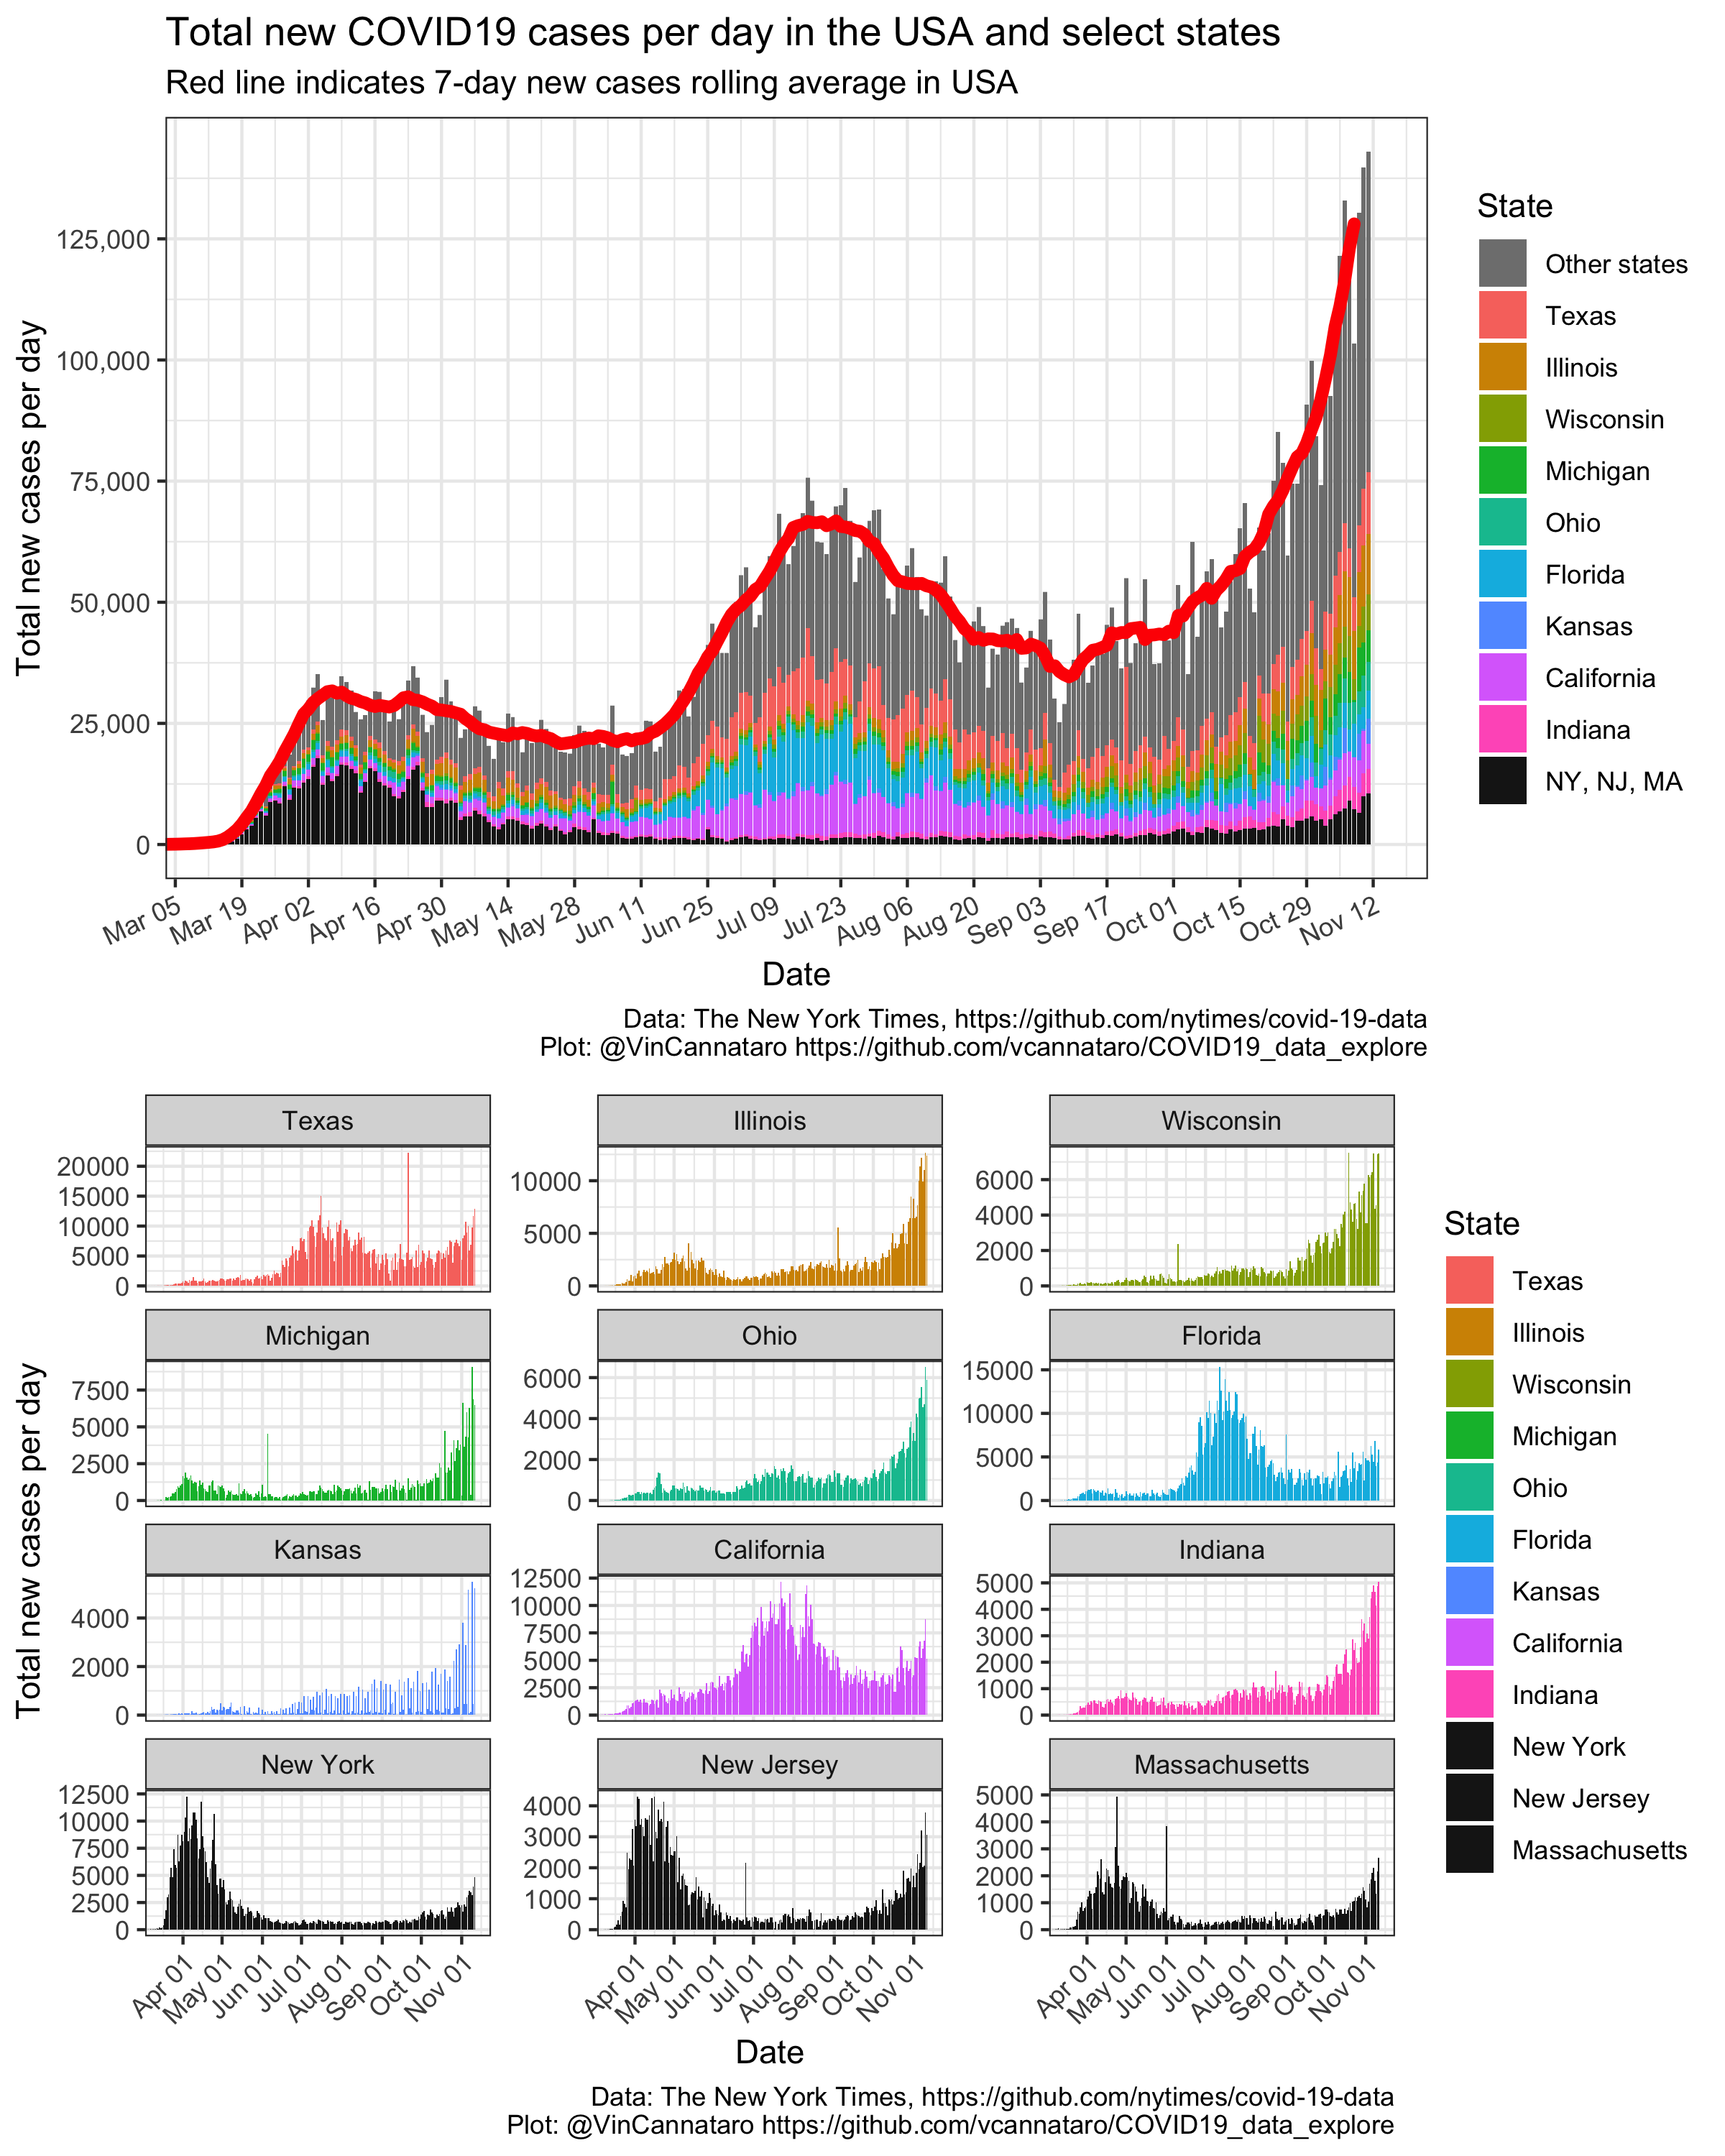 Total new COVID19 cases per day in the USA and select states
Red line indicates 7-day new cases rolling average in USA
Total new cases per day
125,000
100,000
75,000
50,000
25,000
0
Mar 05
Mar 19
Apr 02
Apr 16
Apr 30
May 14
May 28
Jun 11
Jun 25
Jul 09
Jul 23
Aug 06
Aug 20
Sep 03
Sep 17
Oct 01
Oct 15
Oct 29
Nov 12
Date
State
Other states
Texas
Illinois
Wisconsin
Michigan
Ohio
Florida
Kansas
California
Indiana
NY, NJ, MA
Data: The New York Times, https://github.com/nytimes/covid-19-data
Plot: @VinCannataro https://github.com/vcannataro/COVID19_data_explore
Total new cases per day
Texas
20000
15000
10000
5000
0
Illinois
10000
5000
0
Wisconsin
6000
4000
2000
0
Michigan
7500
5000
2500
0
Ohio
6000
4000
2000
0
Florida
15000
10000
5000
0
Kansas
4000
2000
0
California
12500
10000
7500
5000
2500
0
Indiana
5000
4000
3000
2000
1000
0
New York
12500
10000
7500
5000
2500
0
New Jersey
4000
3000
2000
1000
0
Massachusetts
5000
4000
3000
2000
1000
0
Apr 01
May 01
Jun 01
Jul 01
Aug 01
Sep 01
Oct 01
Nov 01
Apr 01
May 01
Jun 01
Jul 01
Aug 01
Sep 01
Oct 01
Nov 01
Apr 01
May 01
Jun 01
Jul 01
Aug 01
Sep 01
Oct 01
Nov 01
Date
State
Texas
Illinois
Wisconsin
Michigan
Ohio
Florida
Kansas
California
Indiana
New York
New Jersey
Massachusetts
Data: The New York Times, https://github.com/nytimes/covid-19-data
Plot: @VinCannataro https://github.com/vcannataro/COVID19_data_explore